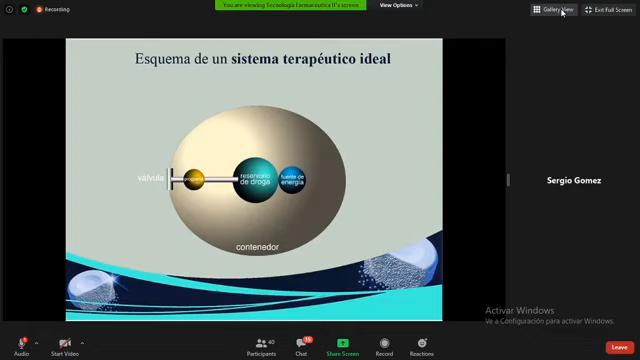 Recording
You are viewing Tecnología Farmacéutica II's screen
View Options
Gallery View
Exit Full Screen
Esquema de un sistema terapéutico ideal
válvula
programa
reservorio
de droga
fuente de
energía
contenedor
Sergio Gomez
Activar Windows
Ve a Configuración para activar Windows.
Audio
Start Video
40
Participants
15
Chat
Share Screen
Record
Reactions
Leave